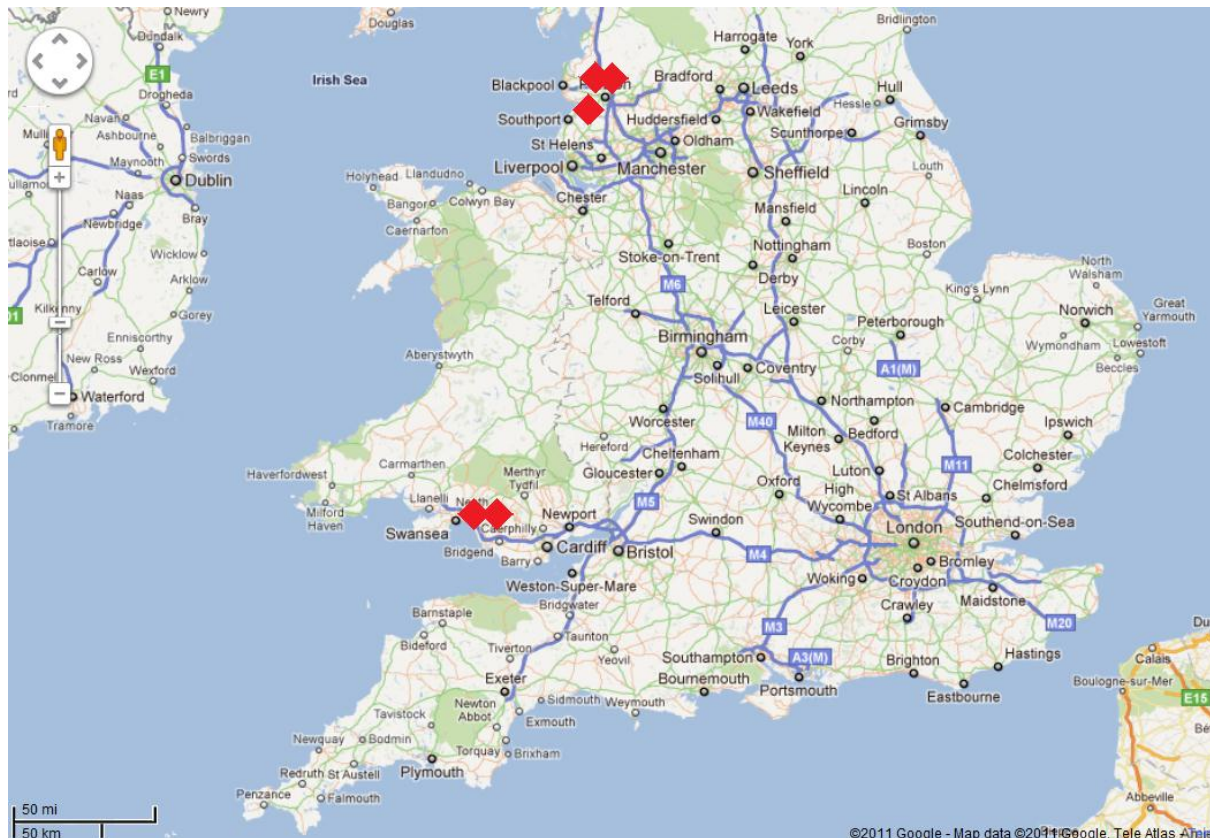 Newry
Douglas
Bridlington
Dundalk
Harrogate
York
E1
Irish Sea
Blackpool
Bradford
Leeds
Hull
Drogheda
Hessle
Navan
Southport
Huddersfield
Wakefield
Scunthorpe
Grimsby
Ashbourne
Balbriggan
St Helens
Oldham
Maynooth
Swords
Liverpool
Manchester
Sheffield
Louth
Naas
Dublin
Holyhead
Llandudno
Colwyn Bay
Chester
Lincoln
Newbridge
Bray
Bangor
Mansfield
Caernarfon
Nottingham
Boston
Wicklow
Stoke-on-Trent
Derby
North
Walsham
Carlow
Arklow
M6
King's Lynn
Kilkenny
Gorey
Telford
Leicester
Peterborough
Norwich
Great
Yarmouth
Enniscorthy
Birmingham
Corby
Wymondham
Lowestoft
New Ross
Wexford
Aberystwyth
Solihull
Coventry
A1(M)
Beccles
Clonmel
Waterford
Tramore
Worcester
Northampton
Cambridge
M40
Milton
Keynes
Bedford
Ipswich
Hereford
Cheltenham
Colchester
Haverfordwest
Carmarthen
Merthyr
Tydfil
Gloucester
Luton
M11
Chelmsford
Milford
Haven
Llanelli
M5
Oxford
High
Wycombe
St Albans
Swansea
Caerphilly
Newport
Swindon
London
Southend-on-Sea
Bridgend
Cardiff
Bristol
M4
Barry
Bromley
Weston-Super-Mare
Woking
Croydon
Maidstone
Barnstaple
Bridgwater
Crawley
M20
Bideford
Taunton
M3
Tiverton
Yeovil
Southampton
A3(M)
Brighton
Hastings
Calais
Exeter
Bournemouth
Portsmouth
Eastbourne
Boulogne-sur-Mer
Newton
Abbot
Sidmouth
Weymouth
E15
Tavistock
Exmouth
Newquay
Bodmin
Torquay
Brixham
Redruth
St Austell
Plymouth
Penzance
Falmouth
Abbeville
50 mi
50 km
©2011 Google - Map data ©2011 Google, Tele Atlas